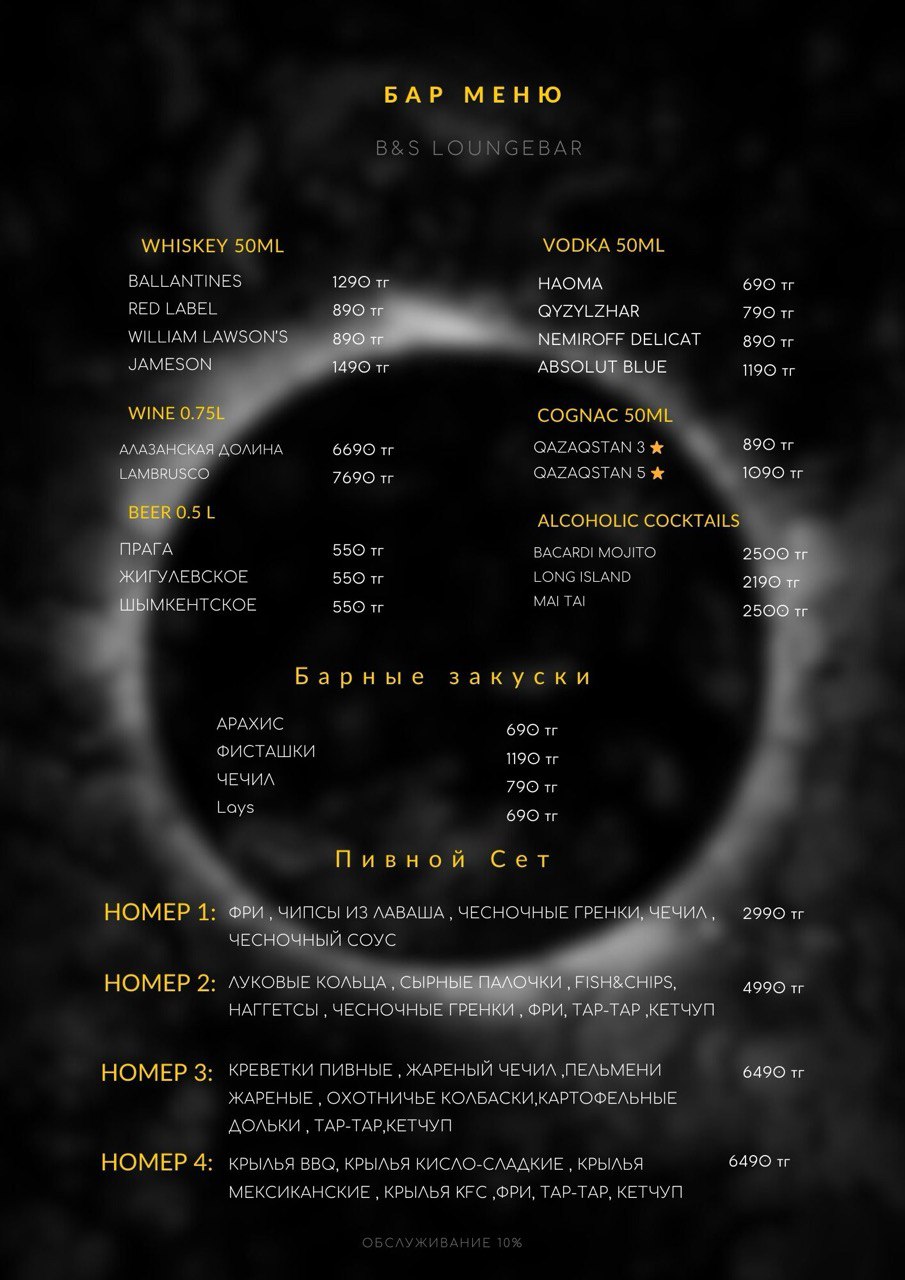 БАР МЕНЮ
B&S LOUNGEBAR
WHISKEY 50ML
BALLANTINES 1290 тг
RED LABEL 890 тг
WILLIAM LAWSON'S 890 тг
JAMESON 1490 тг
WINE 0.75L
АЛАЗАНСКАЯ ДОЛИНА 6690 тг
LAMBRUSCO 7690 тг
BEER 0.5 L
ПРАГА 550 тг
ЖИГУЛЕВСКОЕ 550 тг
ШЫМКЕНТСКОЕ 550 тг
VODKA 50ML
HAOMA 690 тг
QYZYLZHAR 790 тг
NEMIROFF DELICAT 890 тг
ABSOLUT BLUE 1190 тг
COGNAC 50ML
QAZAQSTAN 3 ⭐ 890 тг
QAZAQSTAN 5 ⭐ 1090 тг
ALCOHOLIC COCKTAILS
BACARDI MOJITO 2500 тг
LONG ISLAND 2190 тг
MAI TAI 2500 тг
Барные закуски
АРАХИС 690 тг
ФИСТАШКИ 1190 тг
ЧЕЧИЛ 790 тг
Lays 690 тг
Пивной Сет
НОМЕР 1: ФРИ , ЧИПСЫ ИЗ ЛАВАША , ЧЕСНОЧНЫЕ ГРЕНКИ, ЧЕЧИЛ , 2990 тг
ЧЕСНОЧНЫЙ СОУС
НОМЕР 2: ЛУКОВЫЕ КОЛЬЦА , СЫРНЫЕ ПАЛОЧКИ , FISH&CHIPS, 4990 тг
НАГГЕТСЫ , ЧЕСНОЧНЫЕ ГРЕНКИ , ФРИ, ТАР-ТАР ,КЕТЧУП
НОМЕР 3: КРЕВЕТКИ ПИВНЫЕ , ЖАРЕНЫЙ ЧЕЧИЛ ,ПЕЛЬМЕНИ 6490 тг
ЖАРЕНЫЕ , ОХОТНИЧЬЕ КОЛБАСКИ,КАРТОФЕЛЬНЫЕ
ДОЛЬКИ , ТАР-ТАР,КЕТЧУП
НОМЕР 4: КРЫЛЬЯ BBQ, КРЫЛЬЯ КИСЛО-СЛАДКИЕ , КРЫЛЬЯ 6490 тг
МЕКСИКАНСКИЕ , КРЫЛЬЯ KFC ,ФРИ, ТАР-ТАР, КЕТЧУП
ОБСЛУЖИВАНИЕ 10%